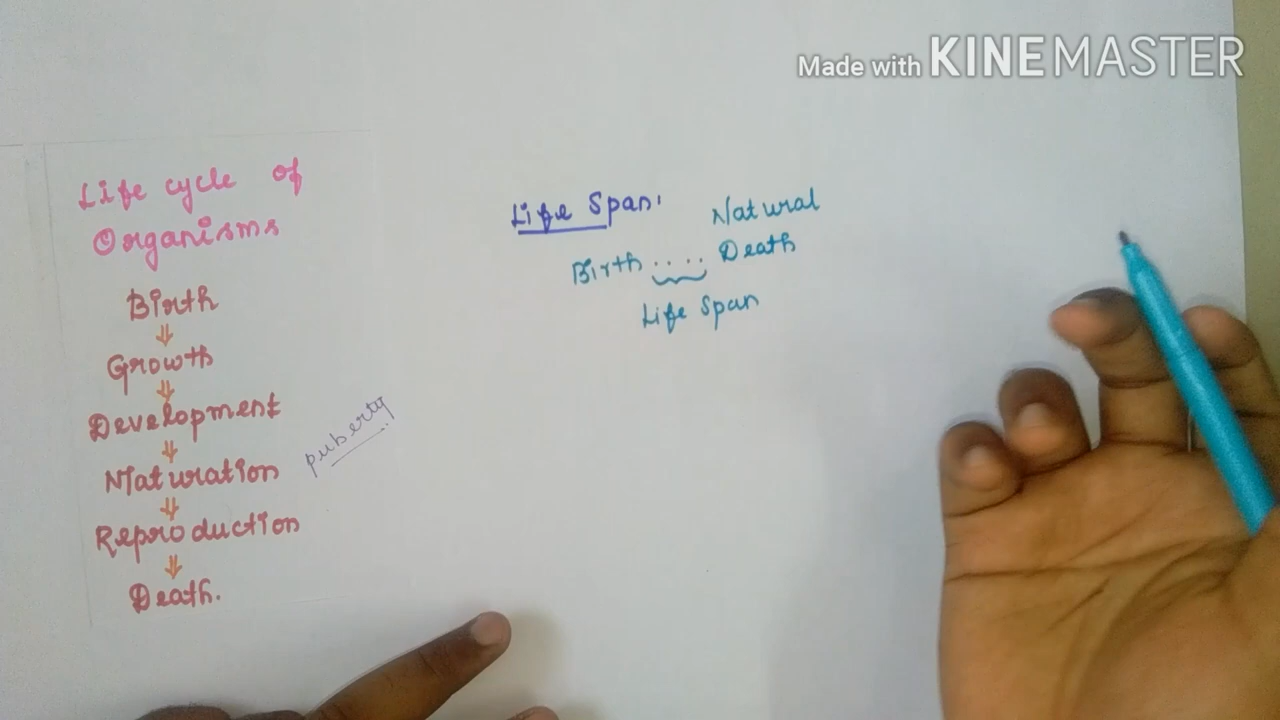 Made with KINEMASTER
Life cycle of
Organisms
Birth
⇓
Growth
⇓
Development
⇓
Maturation
puberty
⇓
Reproduction
⇓
Death.
Life Span:
Natural
Birth .... Death
Life Span